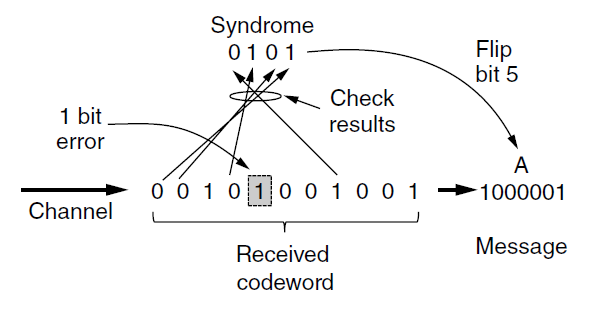 Syndrome
0 1 0 1
Flip
bit 5
Check
results
1 bit
error
A
0 0 1 0 1 0 0 1 0 0 1
1000001
Channel
Message
Received
codeword